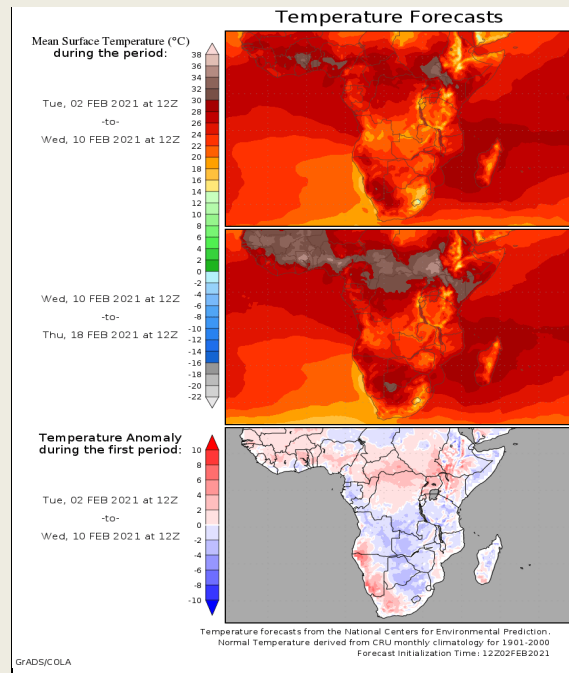 Temperature Forecasts
Mean Surface Temperature (°C)
during the period:
Tue, 02 FEB 2021 at 12Z
-to-
Wed, 10 FEB 2021 at 12Z
38
36
34
32
30
28
26
24
22
20
18
16
14
12
10
8
6
4
2
0
-2
-4
-6
-8
-10
-12
-14
-16
-18
-20
-22
Wed, 10 FEB 2021 at 12Z
-to-
Thu, 18 FEB 2021 at 12Z
Temperature Anomaly
during the first period:
Tue, 02 FEB 2021 at 12Z
-to-
Wed, 10 FEB 2021 at 12Z
10
8
6
4
2
0
-2
-4
-6
-8
-10
Temperature forecasts from the National Centers for Environmental Prediction.
Normal Temperature derived from CRU monthly climatology for 1901-2000
Forecast Initialization Time: 12Z02FEB2021
GrADS/COLA